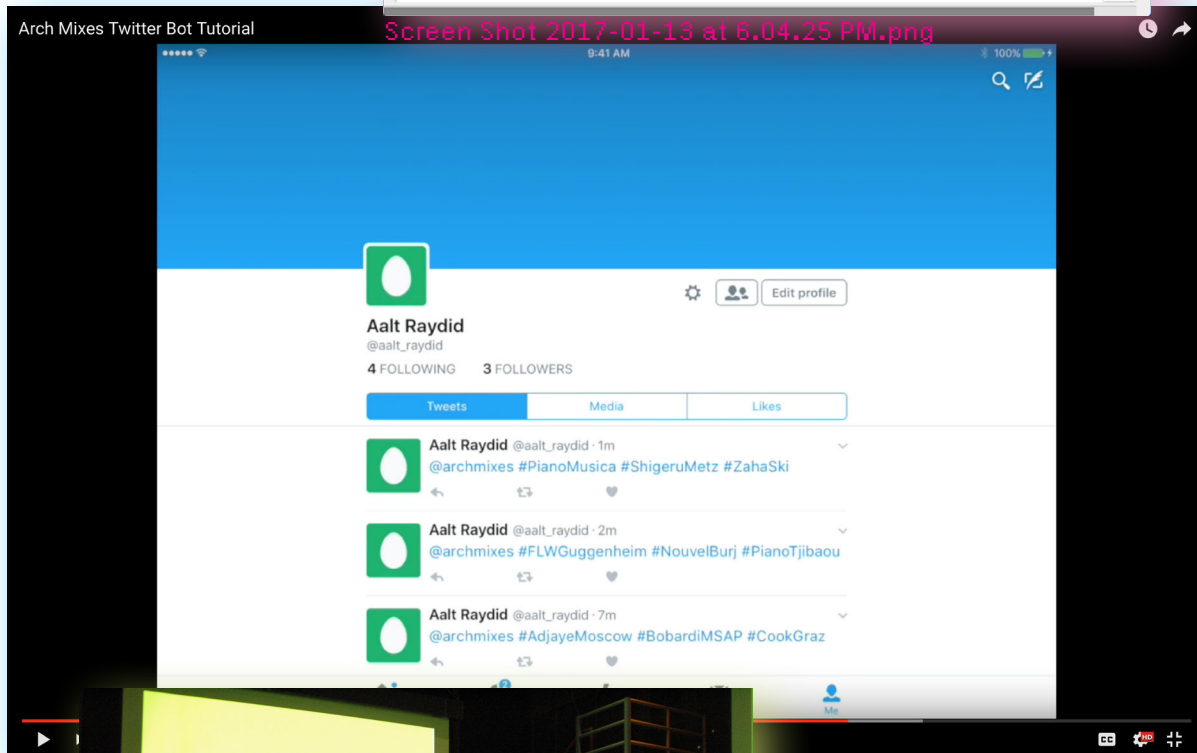 Arch Mixes Twitter Bot Tutorial
Screen Shot 2017-01-13 at 6.04.25 PM.png
9:41 AM
100%
Edit profile
Aalt Raydid
@aalt_raydid
4 FOLLOWING 3 FOLLOWERS
Tweets Media Likes
Aalt Raydid @aalt_raydid · 1m
@archmixes #PianoMusica #ShigeruMetz #ZahaSki
Aalt Raydid @aalt_raydid · 2m
@archmixes #FLWGuggenheim #NouvelBurj #PianoTjibaou
Aalt Raydid @aalt_raydid · 7m
@archmixes #AdjayeMoscow #BobardiMSAP #CookGraz
2
Me
CC HD